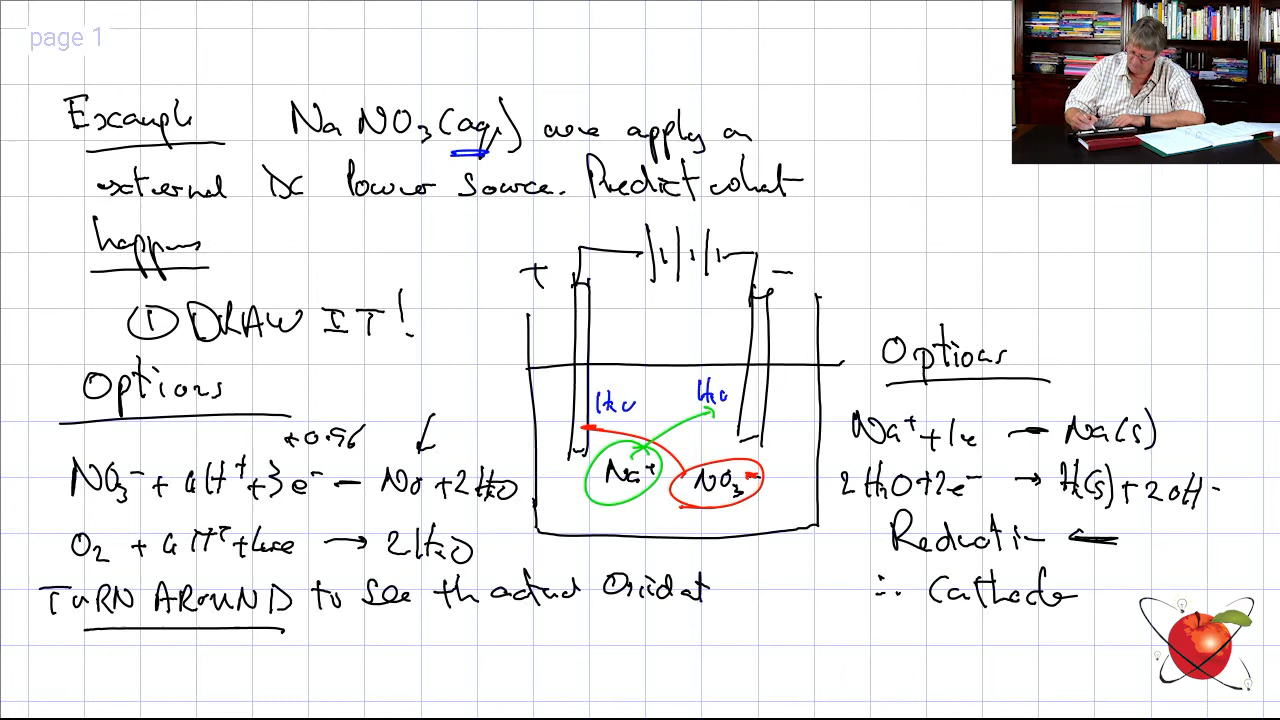 page 1
Example NaNO3(aq) we apply an
external DC power source. Predict what
happens
① DRAW IT!
+ −
Options
+0.96
NO3⁻ + 4H⁺ + 3e⁻ — NO + 2H2O
O2 + 4H⁺ + 4e → 2H2O
TURN AROUND to see the actual Oxidat
H2O H2O
Na⁺ NO3⁻
Options
Na⁺ + 1e — Na(s)
2H2O + 2e⁻ → H2(g) + 2OH⁻
Reduction ←
∴ Cathode